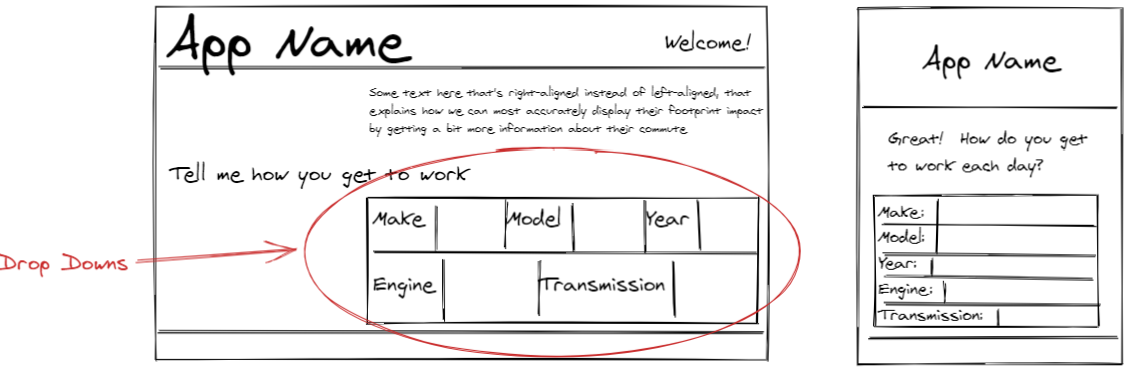 App Name
Welcome!
Some text here that's right-aligned instead of left-aligned, that
explains how we can most accurately display their footprint impact
by getting a bit more information about their commute
Tell me how you get to work
Make Model Year
Engine Transmission
Drop Downs
App Name
Great! How do you get
to work each day?
Make:
Model:
Year:
Engine:
Transmission: